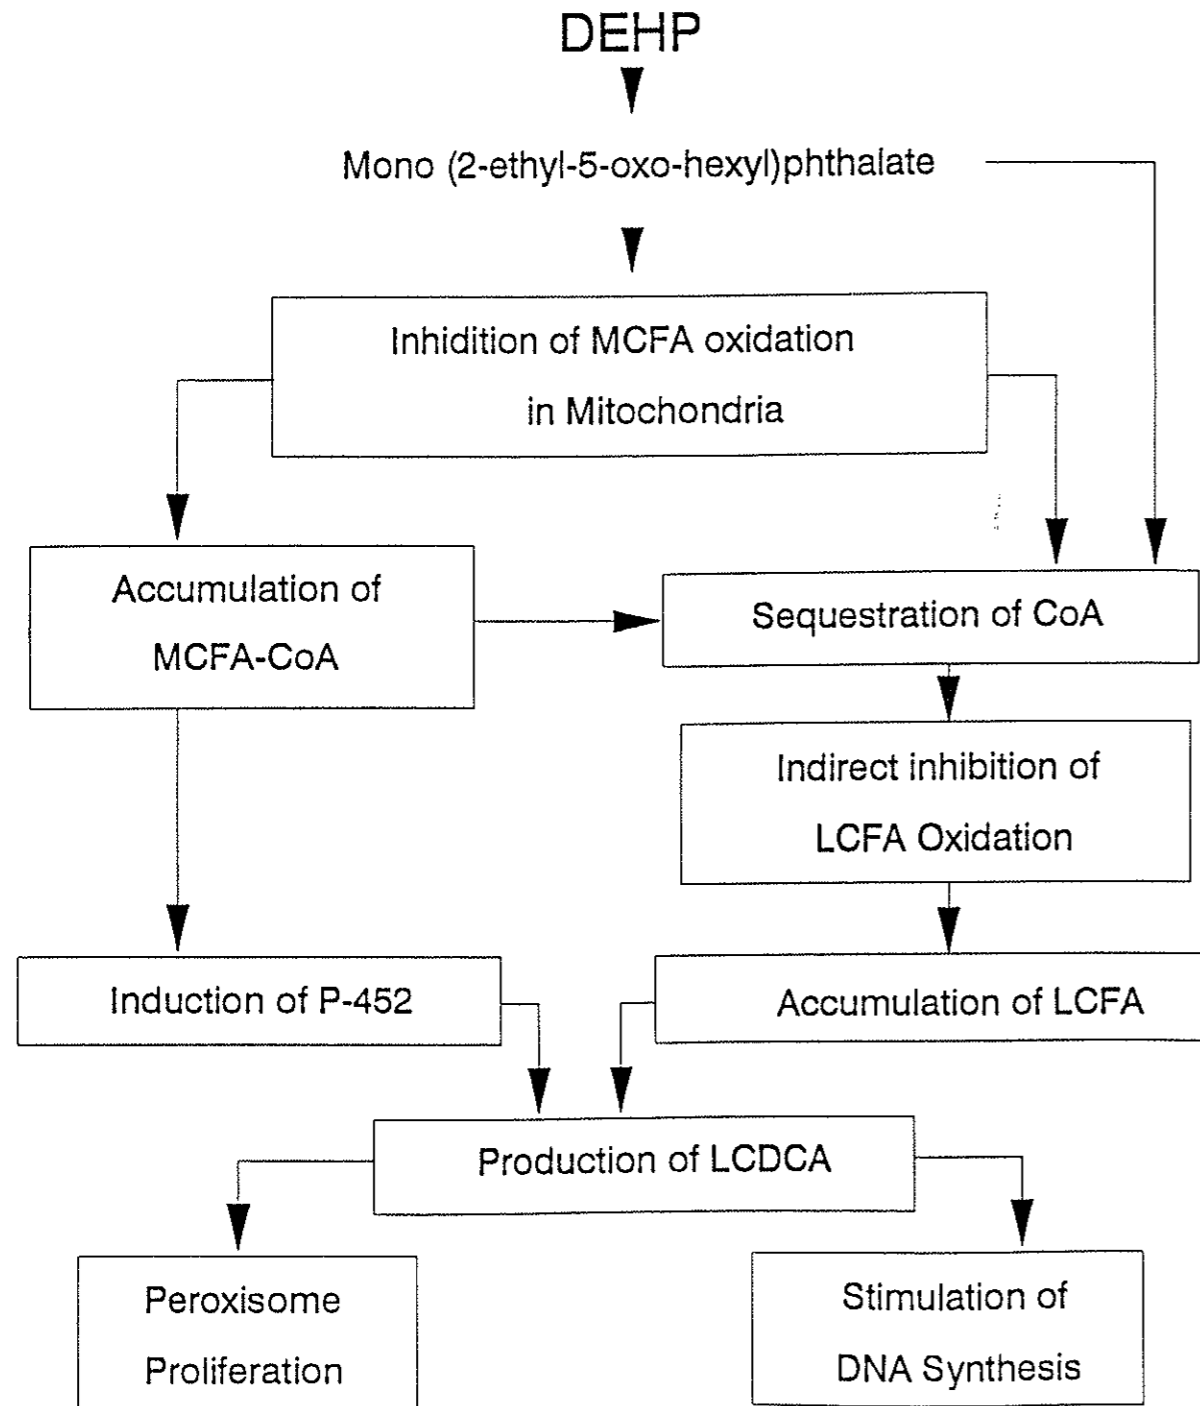 DEHP
Mono (2-ethyl-5-oxo-hexyl)phthalate
Inhidition of MCFA oxidation
in Mitochondria
Accumulation of
MCFA-CoA
Sequestration of CoA
Indirect inhibition of
LCFA Oxidation
Induction of P-452
Accumulation of LCFA
Production of LCDCA
Peroxisome
Proliferation
Stimulation of
DNA Synthesis